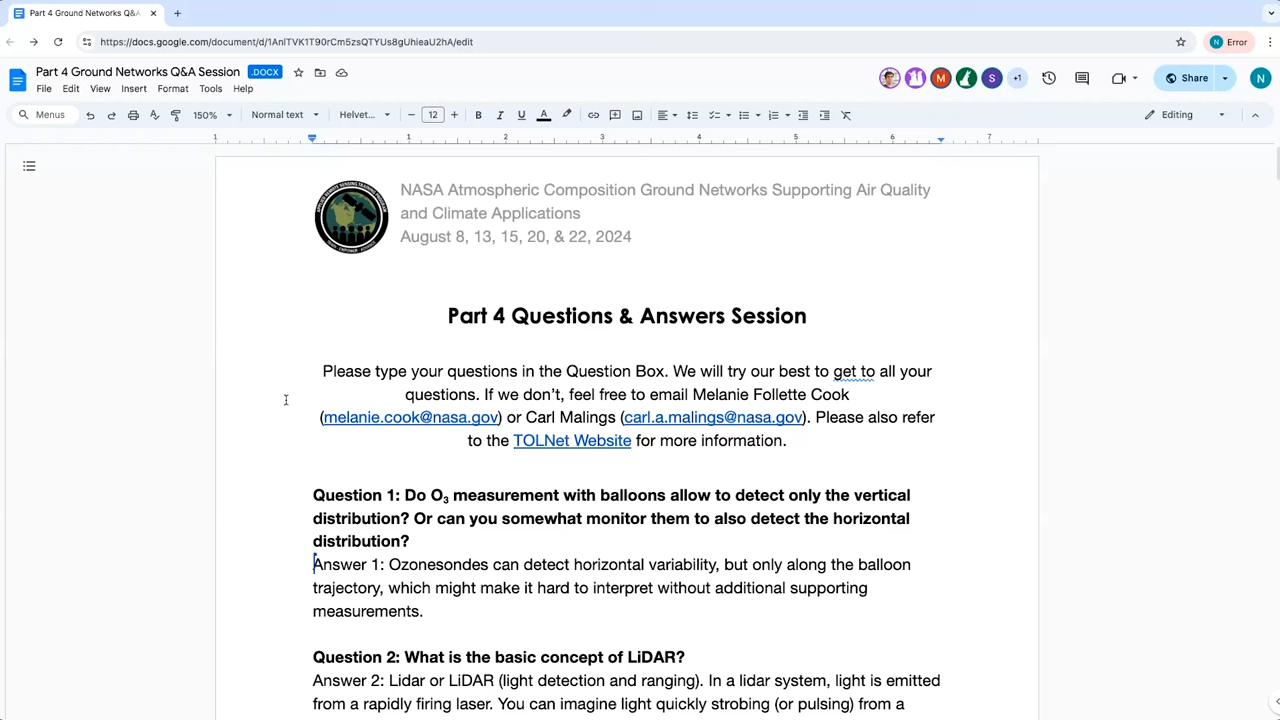 Part 4 Ground Networks Q&A
https://docs.google.com/document/d/1AnlTVK1T90rCm5zsQTYUs8gUhieaU2hA/edit
N Error
Part 4 Ground Networks Q&A Session .DOCX
M S +1 Share N
File Edit View Insert Format Tools Help
Menus 150% Normal text Helvet... 12 B I U A Editing
1 1 2 3 4 5 6 7
NASA Atmospheric Composition Ground Networks Supporting Air Quality
and Climate Applications
August 8, 13, 15, 20, & 22, 2024
Part 4 Questions & Answers Session
Please type your questions in the Question Box. We will try our best to get to all your
questions. If we don’t, feel free to email Melanie Follette Cook
(melanie.cook@nasa.gov) or Carl Malings (carl.a.malings@nasa.gov). Please also refer
to the TOLNet Website for more information.
Question 1: Do O₃ measurement with balloons allow to detect only the vertical
distribution? Or can you somewhat monitor them to also detect the horizontal
distribution?
Answer 1: Ozonesondes can detect horizontal variability, but only along the balloon
trajectory, which might make it hard to interpret without additional supporting
measurements.
Question 2: What is the basic concept of LiDAR?
Answer 2: Lidar or LiDAR (light detection and ranging). In a lidar system, light is emitted
from a rapidly firing laser. You can imagine light quickly strobing (or pulsing) from a